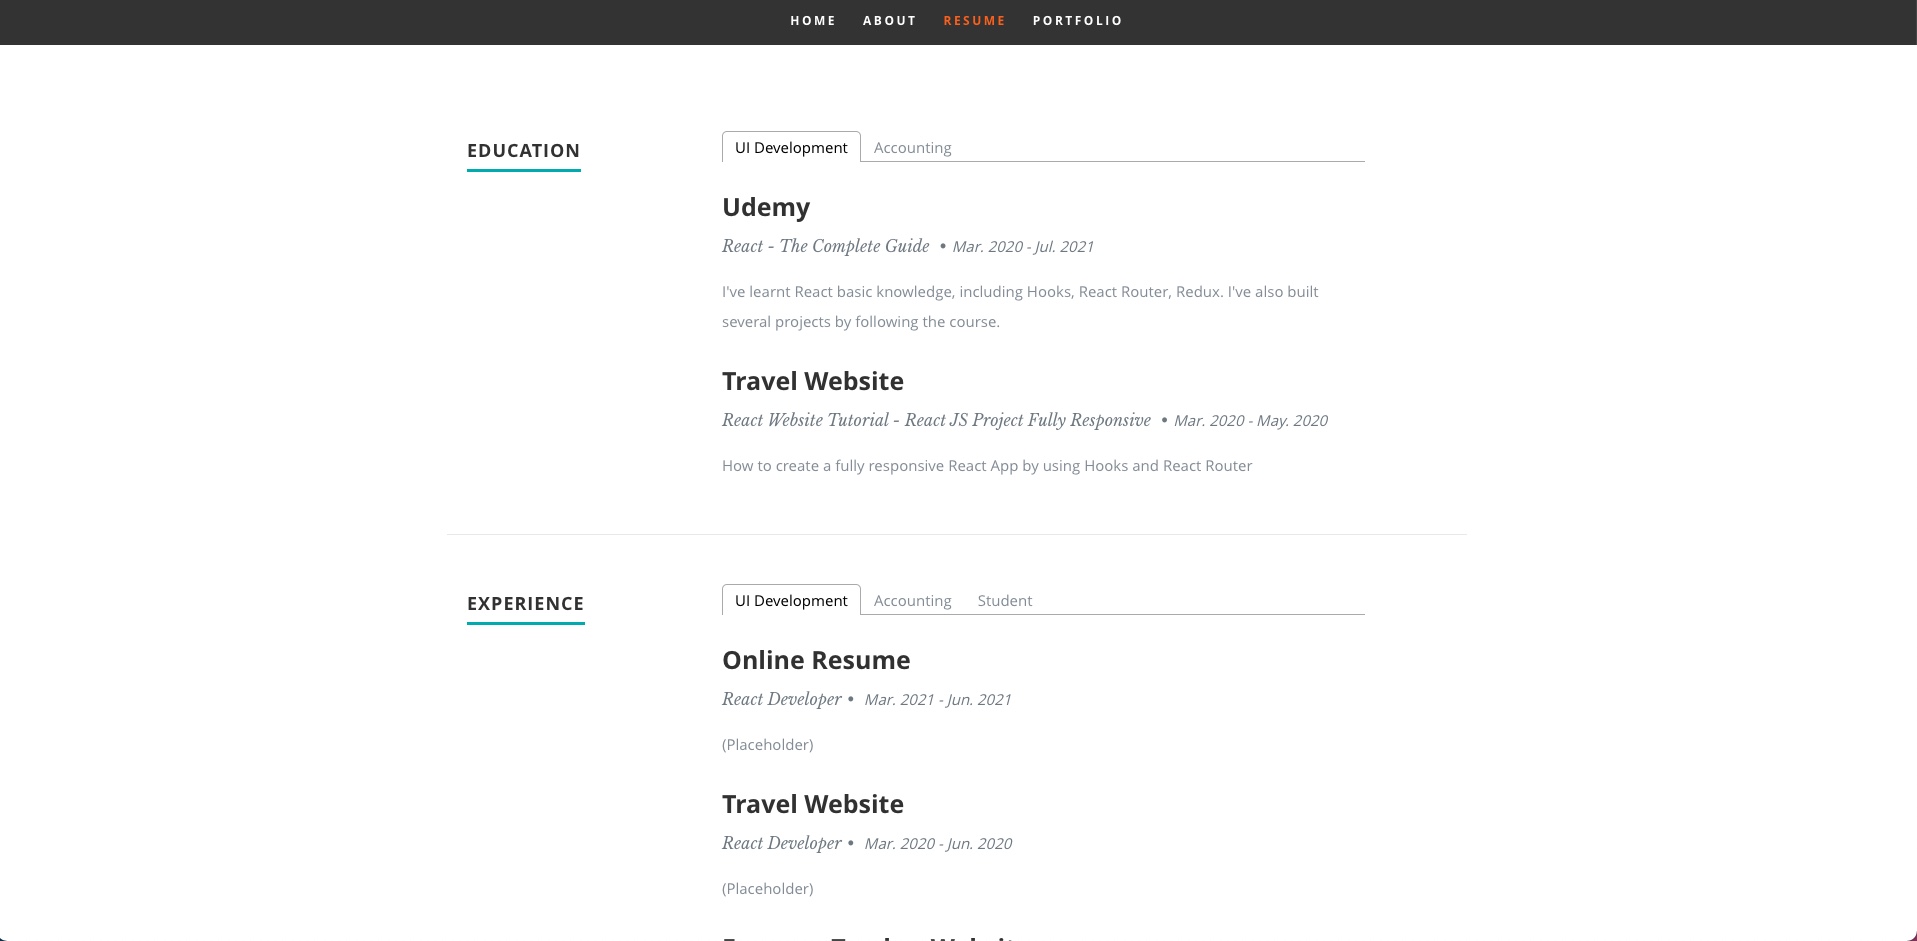 HOME ABOUT RESUME PORTFOLIO
EDUCATION
UI Development Accounting
Udemy
React - The Complete Guide • Mar. 2020 - Jul. 2021
I've learnt React basic knowledge, including Hooks, React Router, Redux. I've also built
several projects by following the course.
Travel Website
React Website Tutorial - React JS Project Fully Responsive • Mar. 2020 - May. 2020
How to create a fully responsive React App by using Hooks and React Router
EXPERIENCE
UI Development Accounting Student
Online Resume
React Developer • Mar. 2021 - Jun. 2021
(Placeholder)
Travel Website
React Developer • Mar. 2020 - Jun. 2020
(Placeholder)